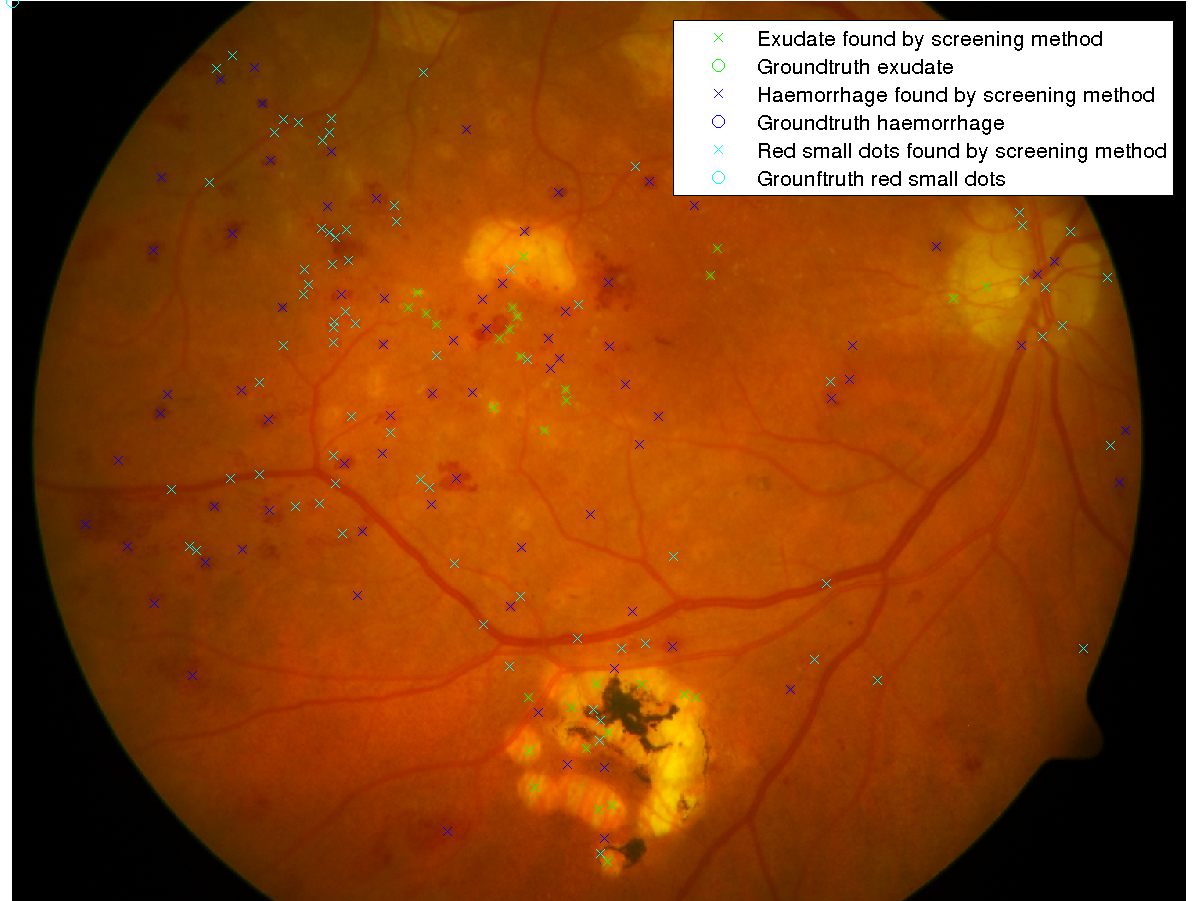 Exudate found by screening method
Groundtruth exudate
Haemorrhage found by screening method
Groundtruth haemorrhage
Red small dots found by screening method
Grounftruth red small dots